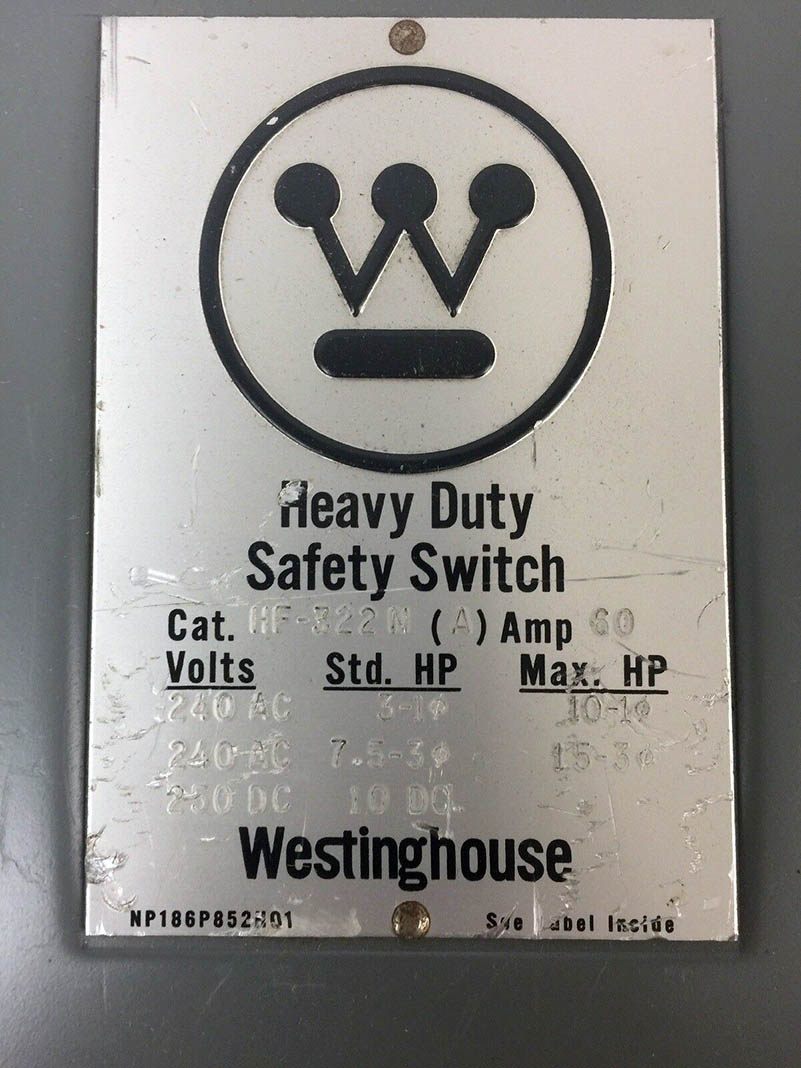 Heavy Duty
Safety Switch
Cat. HF-322N (A) Amp 60
Volts Std. HP Max. HP
240 AC 3-1ϕ 10-1ϕ
240 AC 7.5-3ϕ 15-3ϕ
250 DC 10 DC
Westinghouse
NP186P852H01 See Label Inside